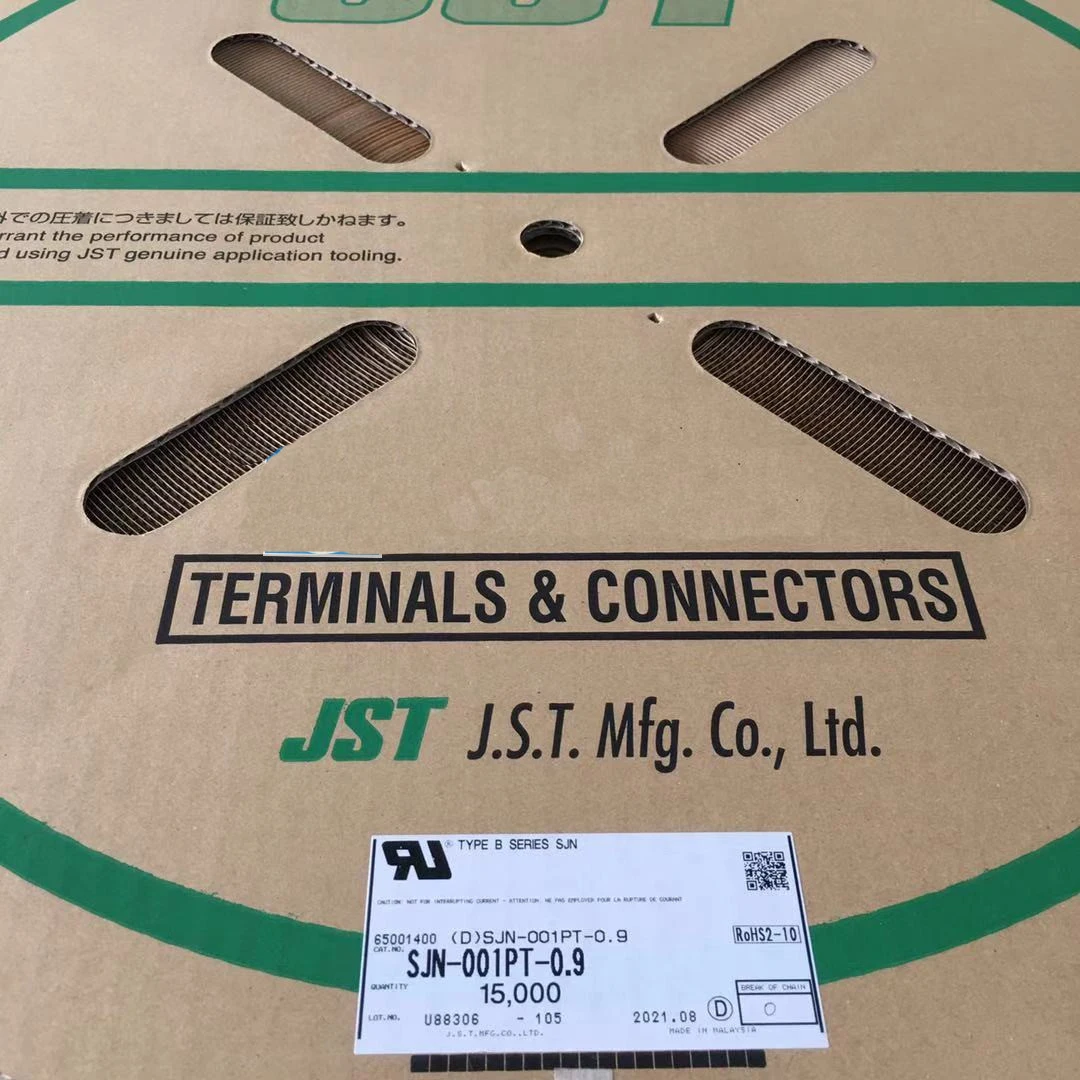 JST
外での圧着につきましては保証致しかねます。
rrant the performance of product
d using JST genuine application tooling.
TERMINALS & CONNECTORS
JST J.S.T. Mfg. Co., Ltd.
® TYPE B SERIES SJN
CAUTION: NOT FOR INTERRUPTING CURRENT - ATTENTION: NE PAS EMPLOYER POUR LA RUPTURE DE COURANT
65001400 (D)SJN-001PT-0.9
RoHS2-10
CAT.NO.
SJN-001PT-0.9
QUANTITY
15,000
BREAK OF CHAIN
0
LOT.NO. U88306 - 105 2021.08 D
J.S.T.MFG.CO.,LTD. MADE IN MALAYSIA